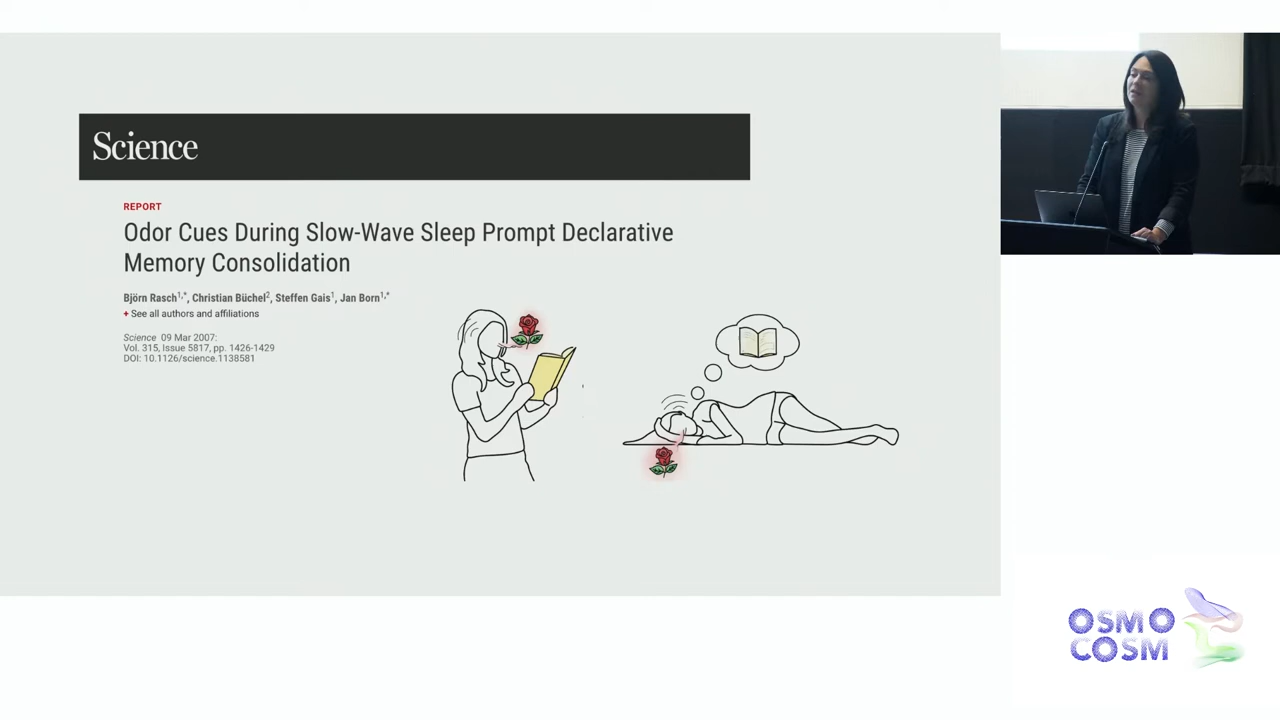 Science
REPORT
Odor Cues During Slow-Wave Sleep Prompt Declarative
Memory Consolidation
Björn Rasch1,*, Christian Büchel2, Steffen Gais1, Jan Born1,*
+ See all authors and affiliations
Science 09 Mar 2007:
Vol. 315, Issue 5817, pp. 1426-1429
DOI: 10.1126/science.1138581
OSMO
COSM